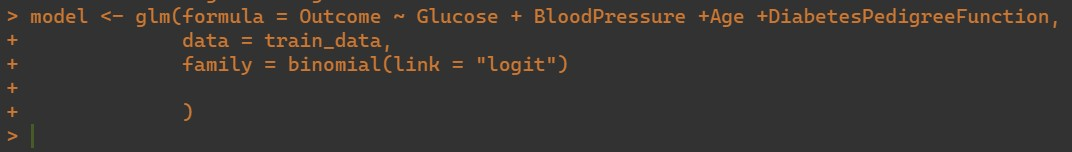 > model <- glm(formula = Outcome ~ Glucose + BloodPressure +Age +DiabetesPedigreeFunction,
+ data = train_data,
+ family = binomial(link = "logit")
+
+ )
>